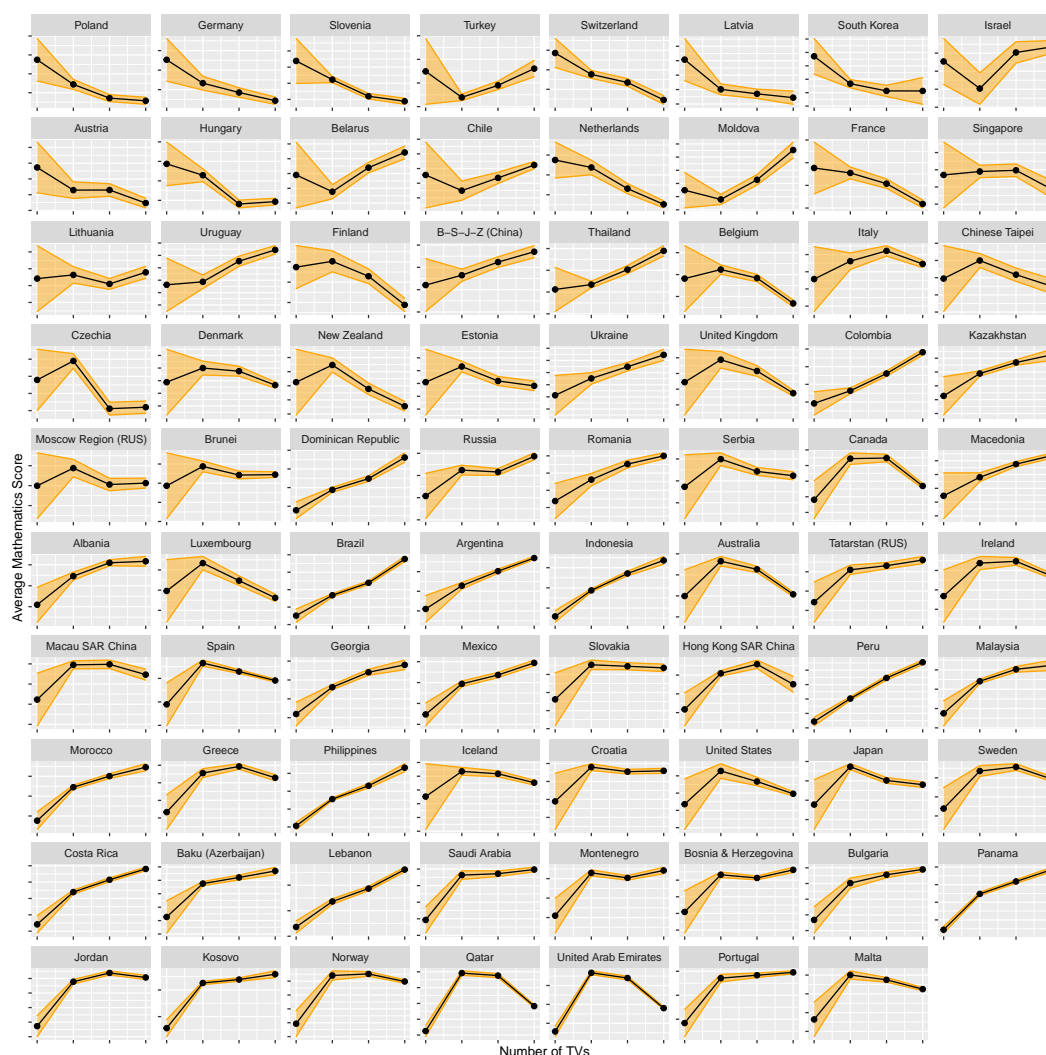 Poland Germany Slovenia Turkey Switzerland Latvia South Korea Israel
Austria Hungary Belarus Chile Netherlands Moldova France Singapore
Lithuania Uruguay Finland B−S−J−Z (China) Thailand Belgium Italy Chinese Taipei
Czechia Denmark New Zealand Estonia Ukraine United Kingdom Colombia Kazakhstan
Moscow Region (RUS) Brunei Dominican Republic Russia Romania Serbia Canada Macedonia
Albania Luxembourg Brazil Argentina Indonesia Australia Tatarstan (RUS) Ireland
Macau SAR China Spain Georgia Mexico Slovakia Hong Kong SAR China Peru Malaysia
Morocco Greece Philippines Iceland Croatia United States Japan Sweden
Costa Rica Baku (Azerbaijan) Lebanon Saudi Arabia Montenegro Bosnia & Herzegovina Bulgaria Panama
Jordan Kosovo Norway Qatar United Arab Emirates Portugal Malta
Average Mathematics Score
Number of TVs